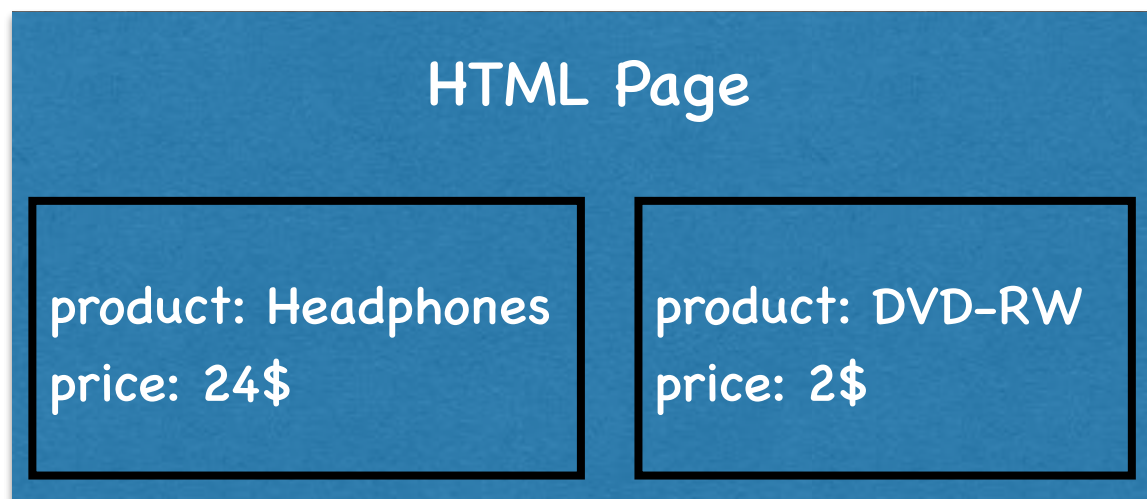 HTML Page
product: Headphones
price: 24$
product: DVD-RW
price: 2$